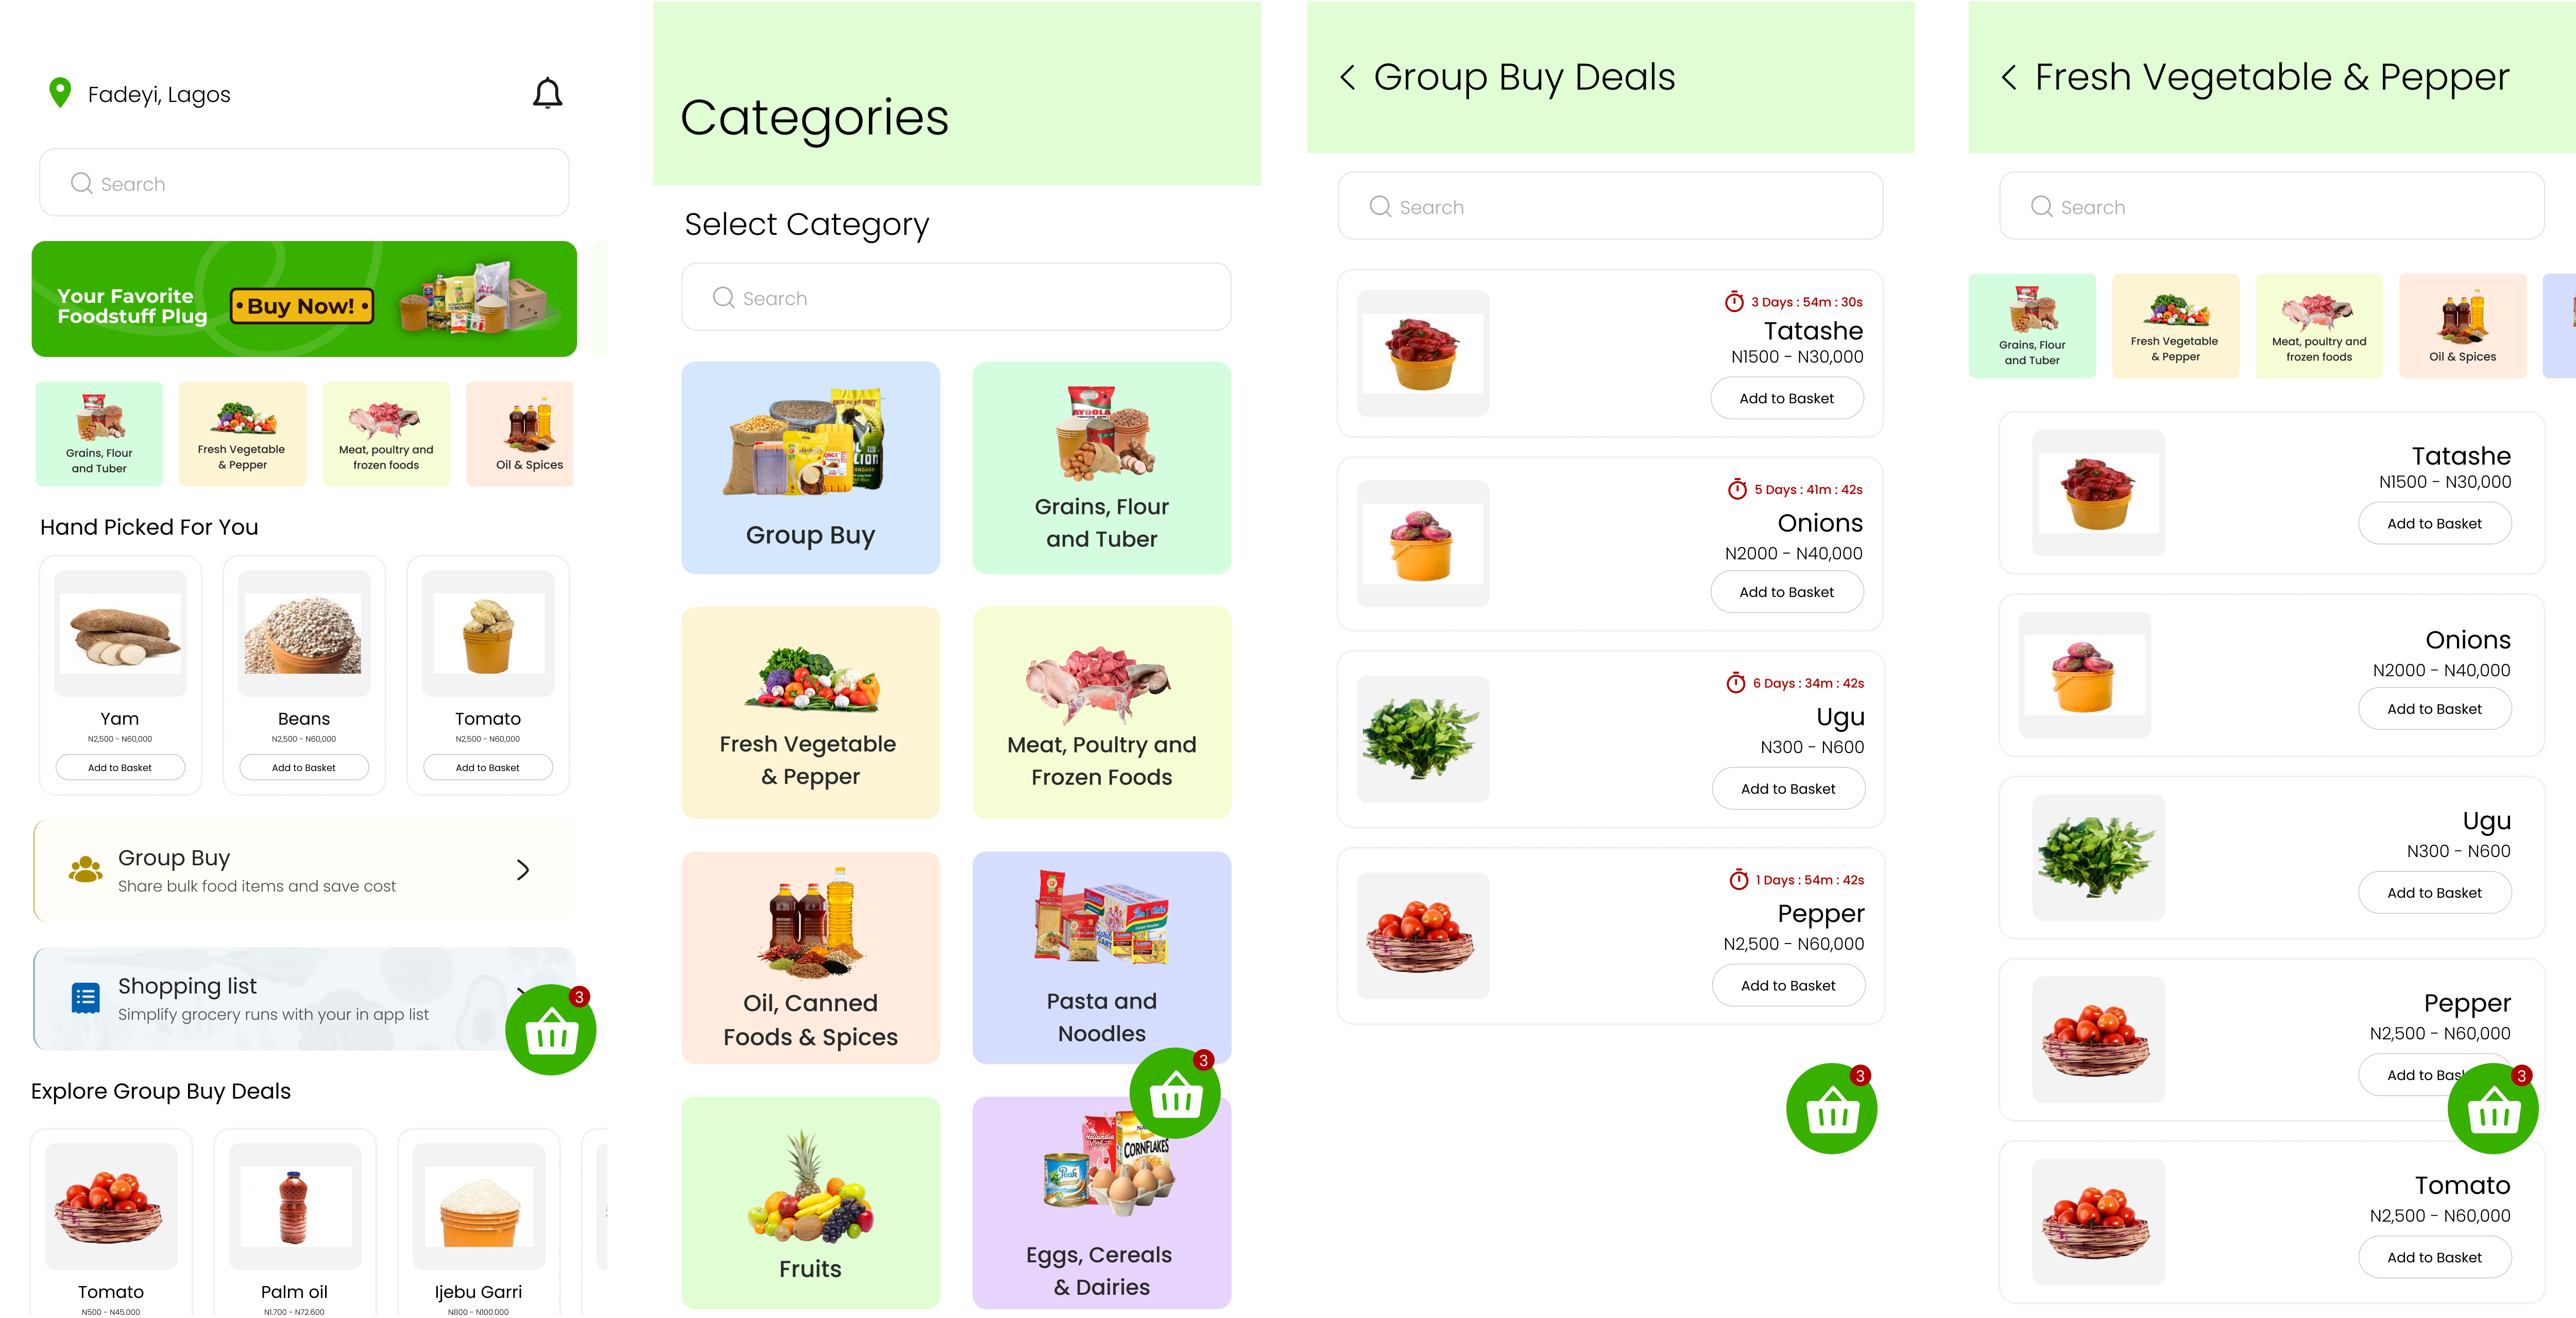 Fadeyi, Lagos
Search
Your Favorite
Foodstuff Plug
Buy Now!
Grains, Flour
and Tuber
Fresh Vegetable
& Pepper
Meat, poultry and
frozen foods
Oil & Spices
Hand Picked For You
Yam
N2,500 - N60,000
Add to Basket
Beans
N2,500 - N60,000
Add to Basket
Tomato
N2,500 - N60,000
Add to Basket
Group Buy
Share bulk food items and save cost
Shopping list
Simplify grocery runs with your in app list
3
Explore Group Buy Deals
Tomato
N500 - N45,000
Palm oil
N1,700 - N72,600
Ijebu Garri
N800 - N100,000
Categories
Select Category
Search
Group Buy
AYOOLA
Grains, Flour
and Tuber
Fresh Vegetable
& Pepper
Meat, Poultry and
Frozen Foods
Oil, Canned
Foods & Spices
Pasta and
Noodles
3
Fruits
Hollandia
Peak
CORNFLAKES
Eggs, Cereals
& Dairies
Group Buy Deals
Search
3 Days : 54m : 30s
Tatashe
N1500 - N30,000
Add to Basket
5 Days : 41m : 42s
Onions
N2000 - N40,000
Add to Basket
6 Days : 34m : 42s
Ugu
N300 - N600
Add to Basket
1 Days : 54m : 42s
Pepper
N2,500 - N60,000
Add to Basket
3
Fresh Vegetable & Pepper
Search
Grains, Flour
and Tuber
Fresh Vegetable
& Pepper
Meat, poultry and
frozen foods
Oil & Spices
Tatashe
N1500 - N30,000
Add to Basket
Onions
N2000 - N40,000
Add to Basket
Ugu
N300 - N600
Add to Basket
Pepper
N2,500 - N60,000
Add to Bas
3
Tomato
N2,500 - N60,000
Add to Basket